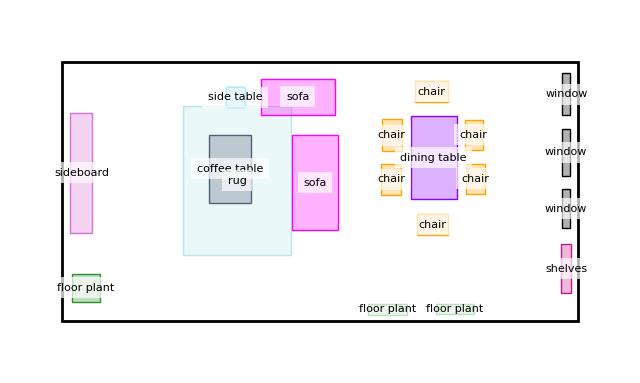 chair
window
side table
sofa
chair
chair
window
dining table
coffee table
sideboard
rug
sofa
chair
chair
window
chair
shelves
floor plant
floor plant
floor plant